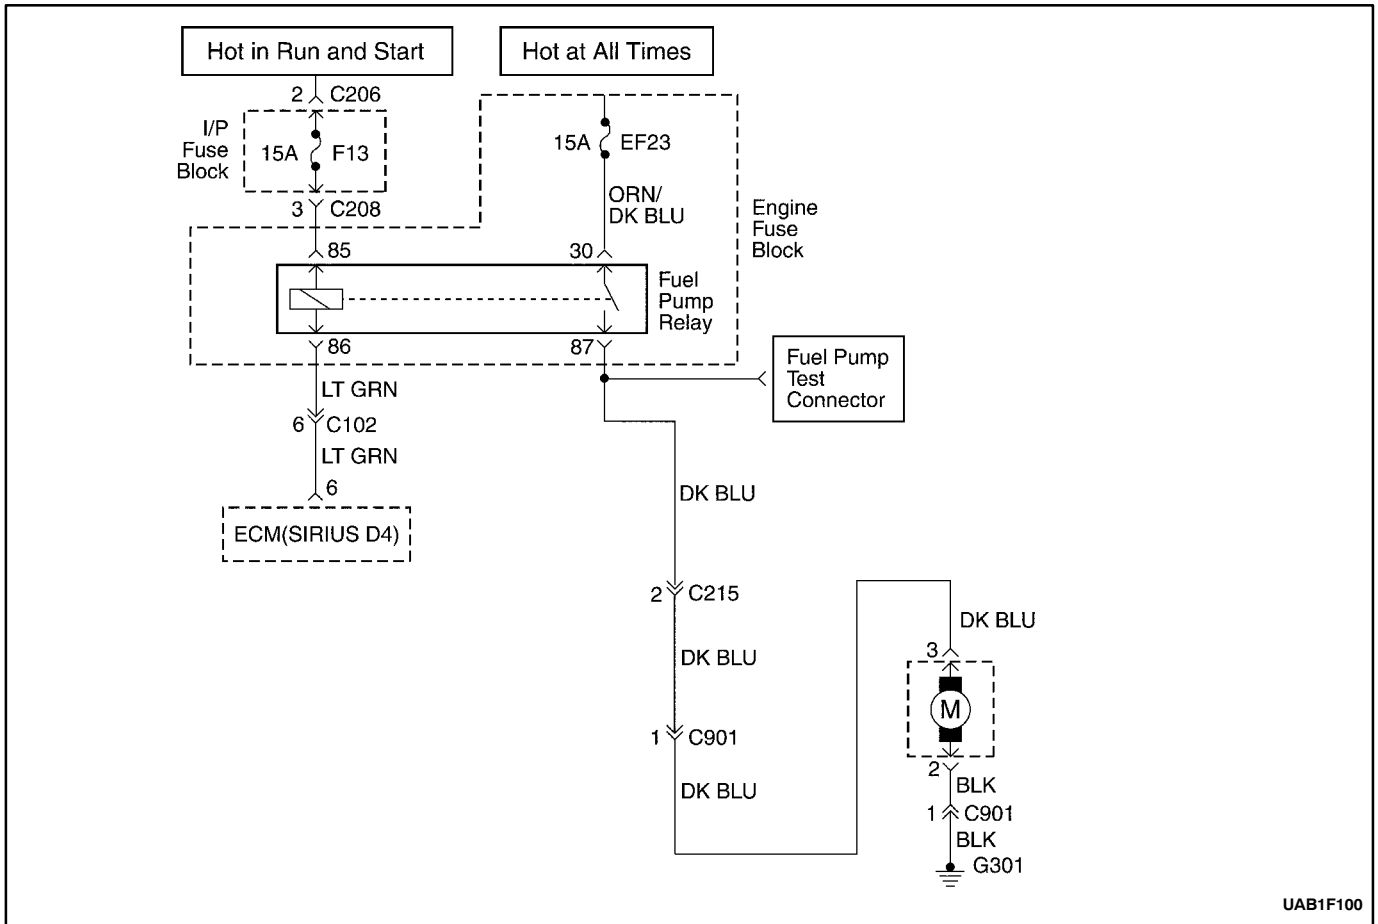 Hot in Run and Start
Hot at All Times
2 C206
I/P
Fuse
Block
15A F13
3 C208
15A EF23
ORN/
DK BLU
Engine
Fuse
Block
85
30
Fuel
Pump
Relay
86
87
Fuel Pump
Test
Connector
LT GRN
6 C102
LT GRN
6
ECM(SIRIUS D4)
DK BLU
2 C215
DK BLU
1 C901
DK BLU
DK BLU
3
M
2
BLK
1 C901
BLK
G301
UAB1F100